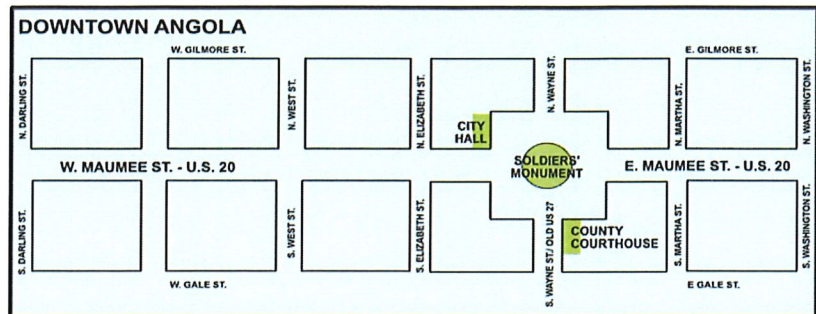 DOWNTOWN ANGOLA
W. GILMORE ST.
E. GILMORE ST.
N. DARLING ST.
N. WEST ST.
N. ELIZABETH ST.
N. WAYNE ST.
N. MARTHA ST.
N. WASHINGTON ST.
CITY
HALL
SOLDIERS'
MONUMENT
W. MAUMEE ST. - U.S. 20
E. MAUMEE ST. - U.S. 20
S. DARLING ST.
S. WEST ST.
S. ELIZABETH ST.
S. WAYNE ST./ OLD US 27
COUNTY
COURTHOUSE
S. MARTHA ST.
S. WASHINGTON ST.
W. GALE ST.
E GALE ST.